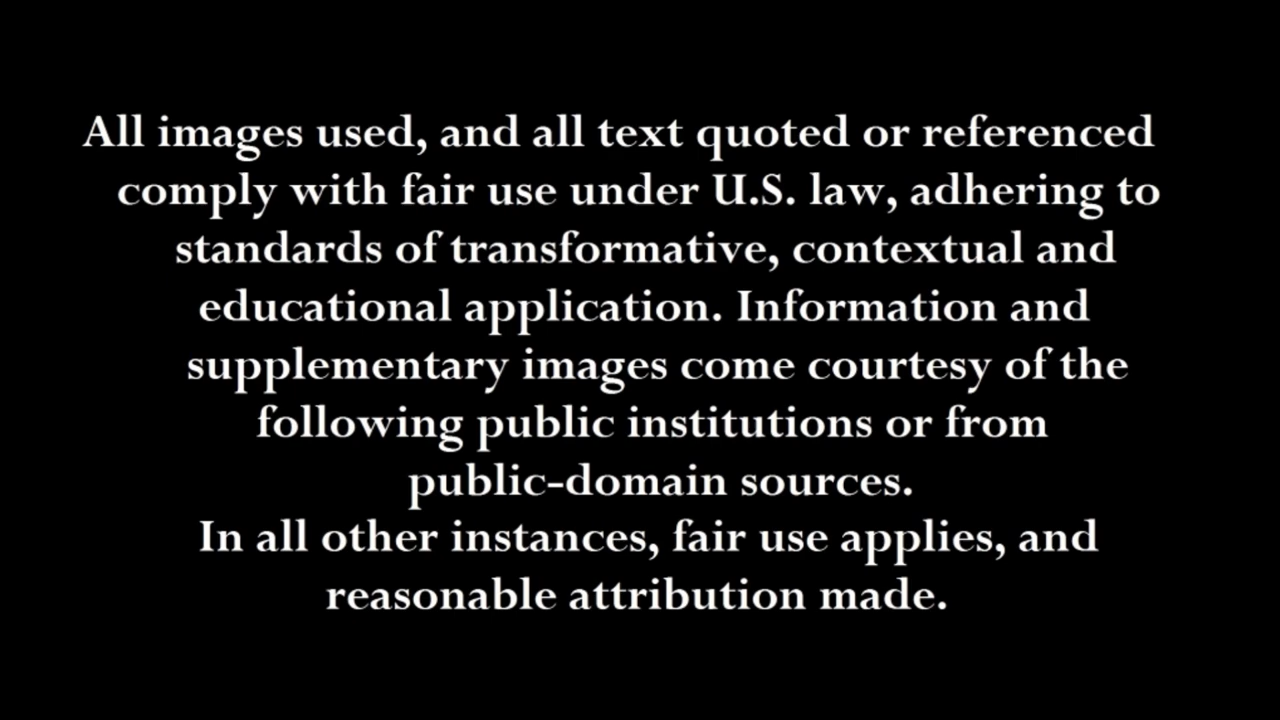 All images used, and all text quoted or referenced
comply with fair use under U.S. law, adhering to
standards of transformative, contextual and
educational application. Information and
supplementary images come courtesy of the
following public institutions or from
public-domain sources.
In all other instances, fair use applies, and
reasonable attribution made.